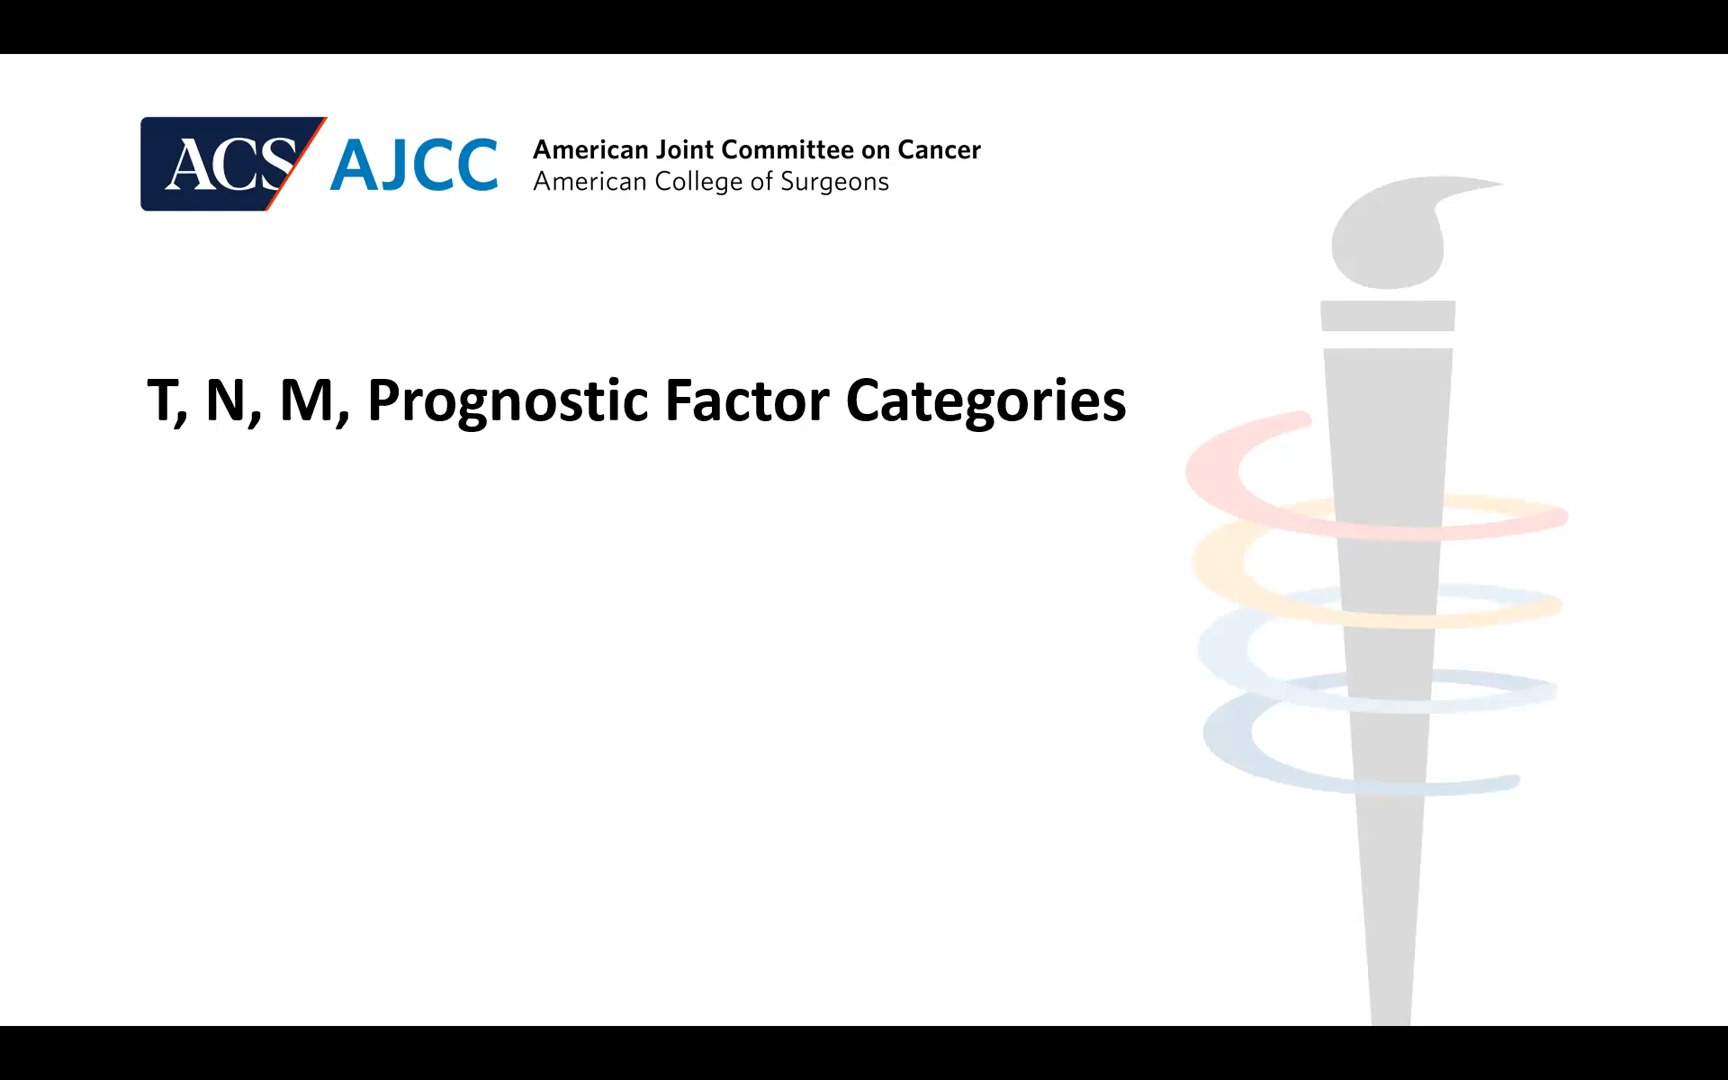 ACS AJCC
American Joint Committee on Cancer
American College of Surgeons
T, N, M, Prognostic Factor Categories